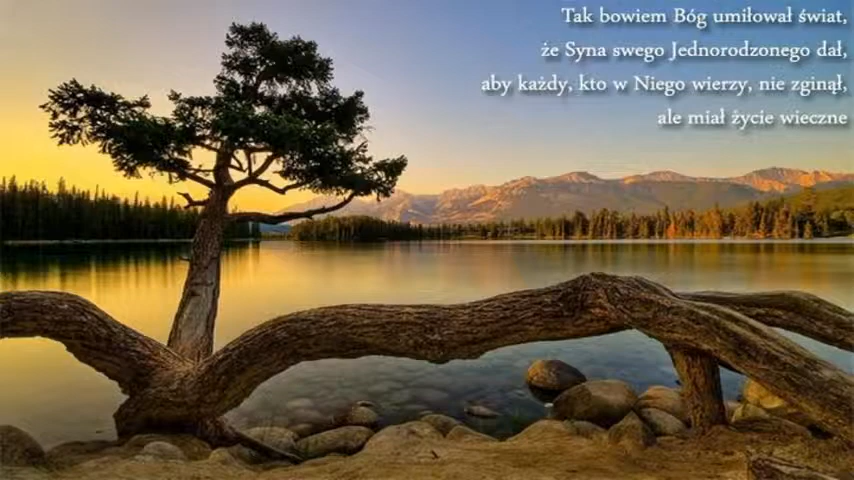 Tak bowiem Bóg umiłował świat,
że Syna swego Jednorodzonego dał,
aby każdy, kto w Niego wierzy, nie zginął,
ale miał życie wieczne